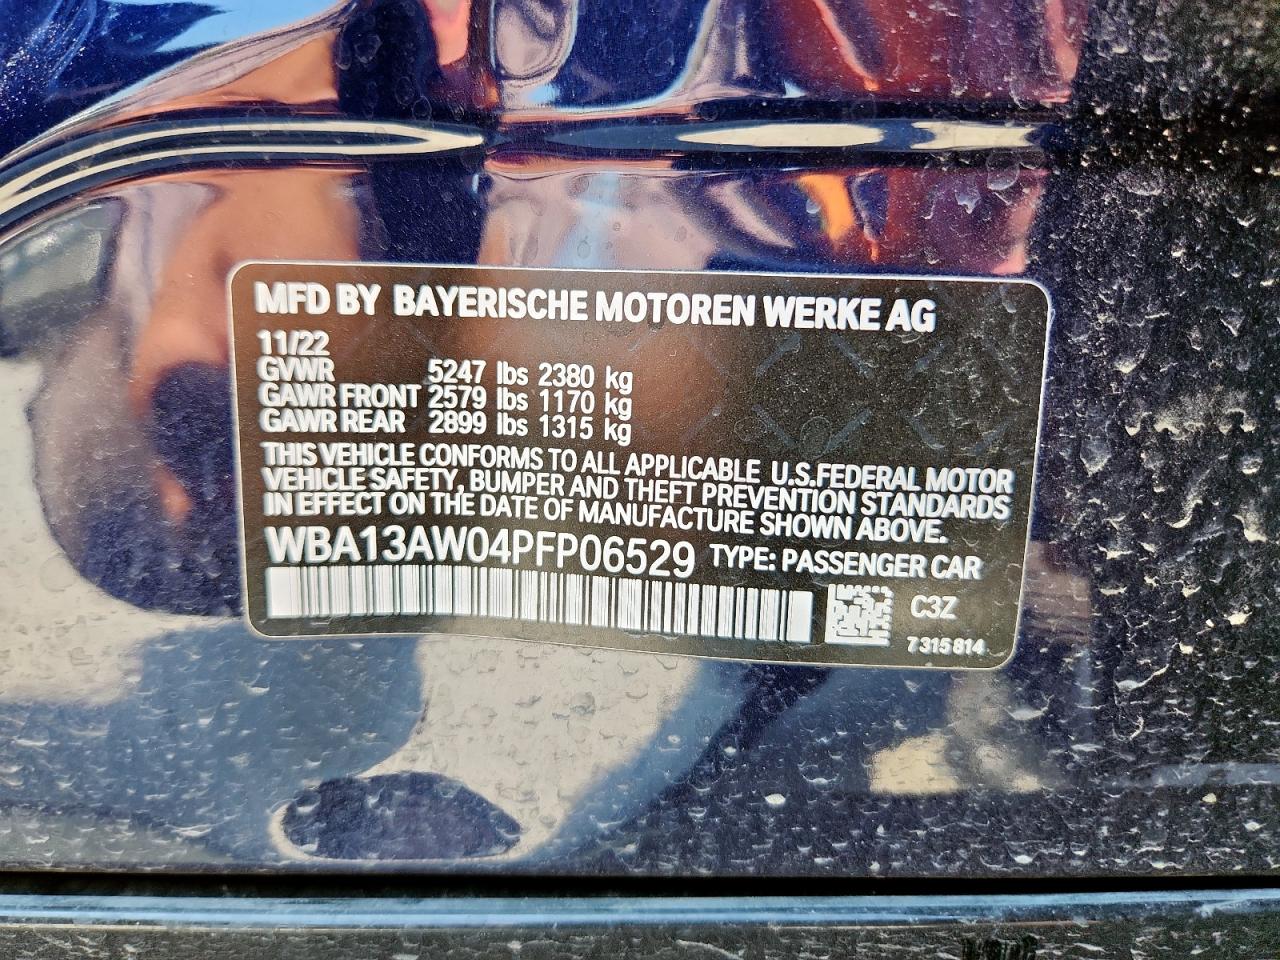 MFD BY BAYERISCHE MOTOREN WERKE AG
11/22
GVWR 5247 lbs 2380 kg
GAWR FRONT 2579 lbs 1170 kg
GAWR REAR 2899 lbs 1315 kg
THIS VEHICLE CONFORMS TO ALL APPLICABLE U.S.FEDERAL MOTOR
VEHICLE SAFETY, BUMPER AND THEFT PREVENTION STANDARDS
IN EFFECT ON THE DATE OF MANUFACTURE SHOWN ABOVE.
WBA13AW04PFP06529 TYPE: PASSENGER CAR
C3Z
7315814